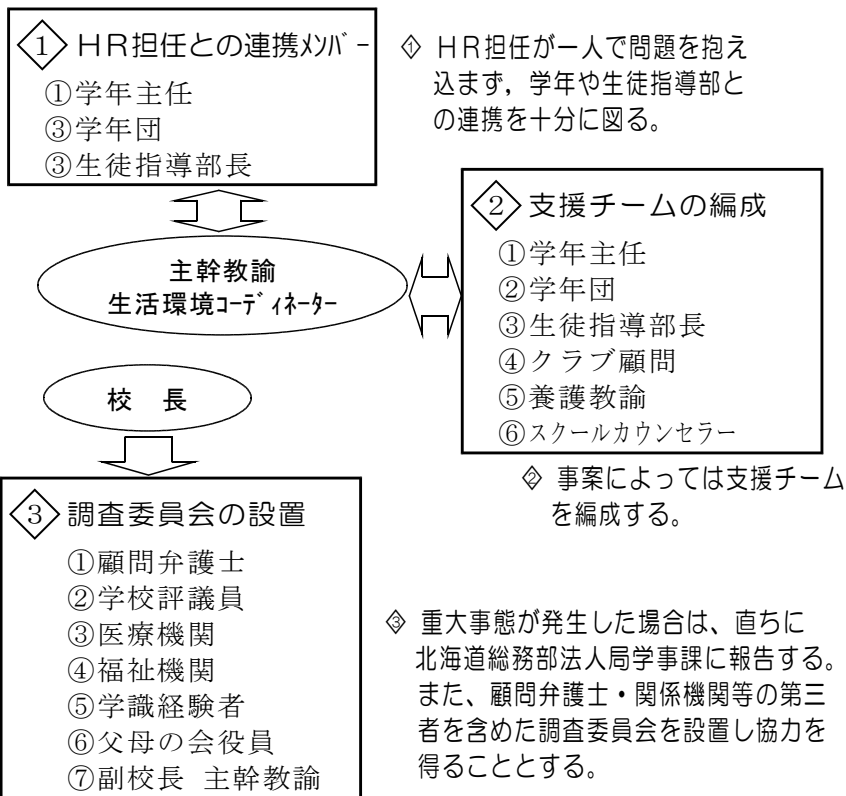 ① HR担任との連携ﾒﾝﾊﾞｰ
①学年主任
③学年団
③生徒指導部長
① HR担任が一人で問題を抱え
込まず，学年や生徒指導部と
の連携を十分に図る。
主幹教諭
生活環境ｺｰﾃﾞｨﾈｰﾀｰ
② 支援チームの編成
①学年主任
②学年団
③生徒指導部長
④クラブ顧問
⑤養護教諭
⑥スクールカウンセラー
② 事案によっては支援チーム
を編成する。
校　長
③ 調査委員会の設置
①顧問弁護士
②学校評議員
③医療機関
④福祉機関
⑤学識経験者
⑥父母の会役員
⑦副校長 主幹教諭
③ 重大事態が発生した場合は、直ちに
北海道総務部法人局学事課に報告する。
また、顧問弁護士・関係機関等の第三
者を含めた調査委員会を設置し協力を
得ることとする。